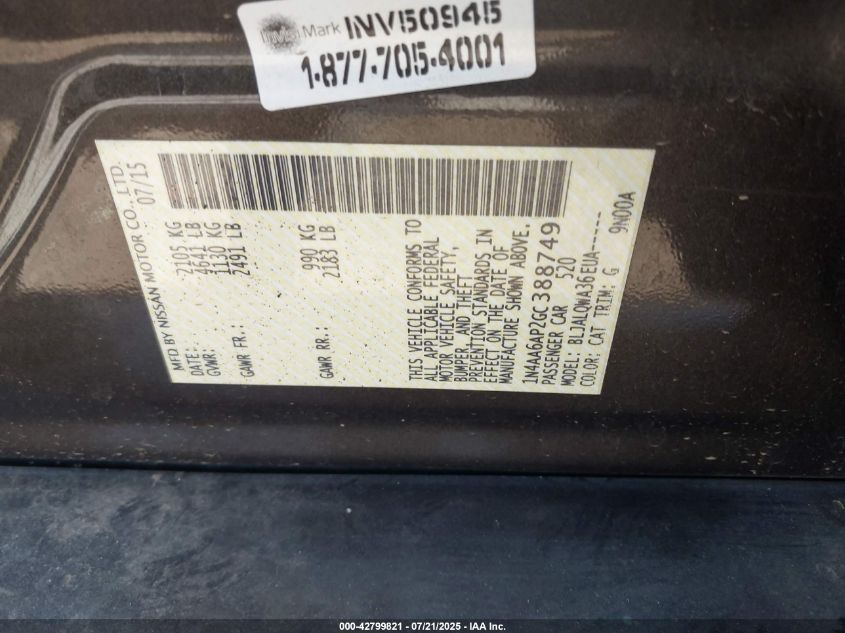 InvisiMark INV50945
1-877-705-4001
MFD BY NISSAN MOTOR CO., LTD.
DATE: 07/15
GVWR: 2105 KG
4641 LB
GAWR FR.: 1130 KG
2491 LB
GAWR RR.: 990 KG
2183 LB
THIS VEHICLE CONFORMS TO
ALL APPLICABLE FEDERAL
MOTOR VEHICLE SAFETY,
BUMPER, AND THEFT
PREVENTION STANDARDS IN
EFFECT ON THE DATE OF
MANUFACTURE SHOWN ABOVE.
1N4AA6AP2GC388749
PASSENGER CAR 520
MODEL: BLJALQWA36EUA------
COLOR: CAT TRIM: G 9N00A
000-42799821 / 07/21/2025 - IAA Inc.